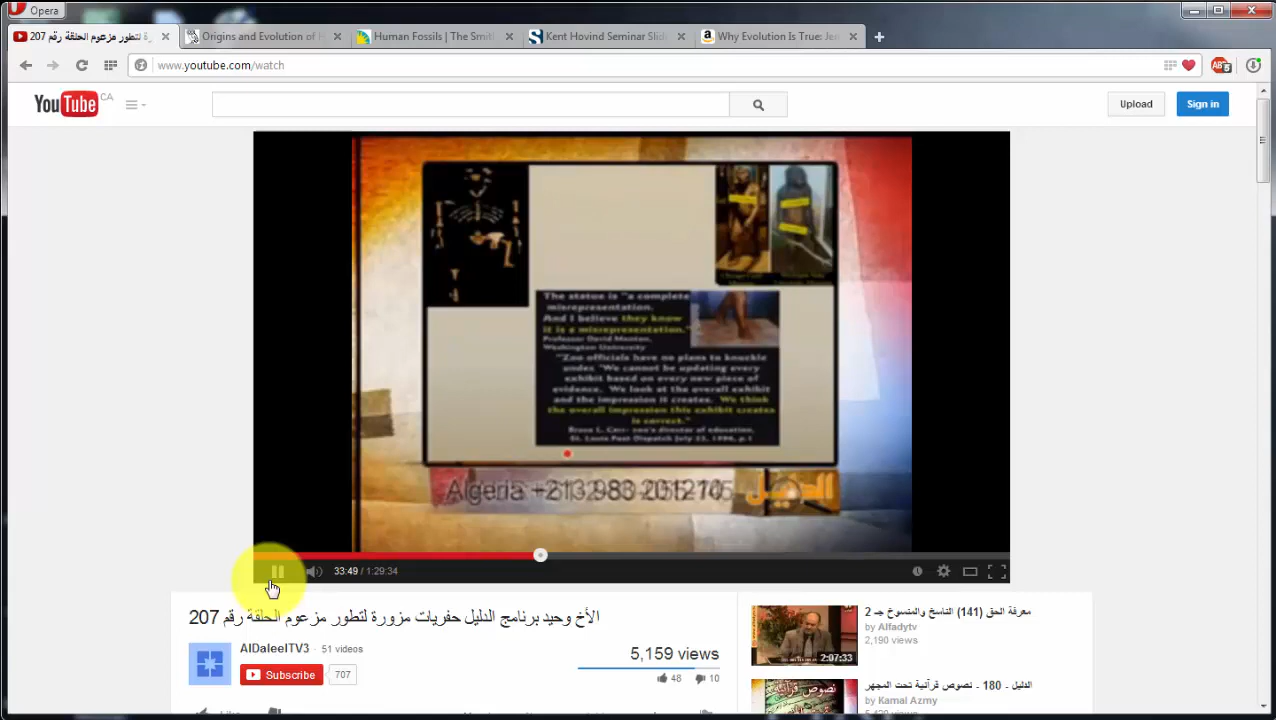 Opera
رة لتطور مزعوم الحلقة رقم 207
Origins and Evolution of H
Human Fossils | The Smith
Kent Hovind Seminar Slid
Why Evolution Is True: Je
www.youtube.com/watch
YouTube CA
Upload
Sign in
The statue is "a complete
misrepresentation.
And I believe they know
it is a misrepresentation."
Professor David Menton,
Washington University
"Zoo officials have no plans to knuckle
under. "We cannot be updating every
exhibit based on every new piece of
evidence. We look at the overall exhibit
and the impression it creates. We think
the overall impression this exhibit creates
is correct."
Bruce L. Carr- zoo's director of education,
St. Louis Post Dispatch July 22, 1996, p.1
Algeria +213 983 201210
الدليل
33:49 / 1:29:34
الأخ وحيد برنامج الدليل حفريات مزورة لتطور مزعوم الحلقة رقم 207
AlDaleelTV3 51 videos
Subscribe 707
5,159 views
48 10
معرفة الحق (141) الناسخ والمنسوخ جـ 2
by Alfadytv
2,190 views
2:07:33
الدليل - 180 - نصوص قرآنية تحت المجهر
by Kamal Azmy
نصوص قرآنية